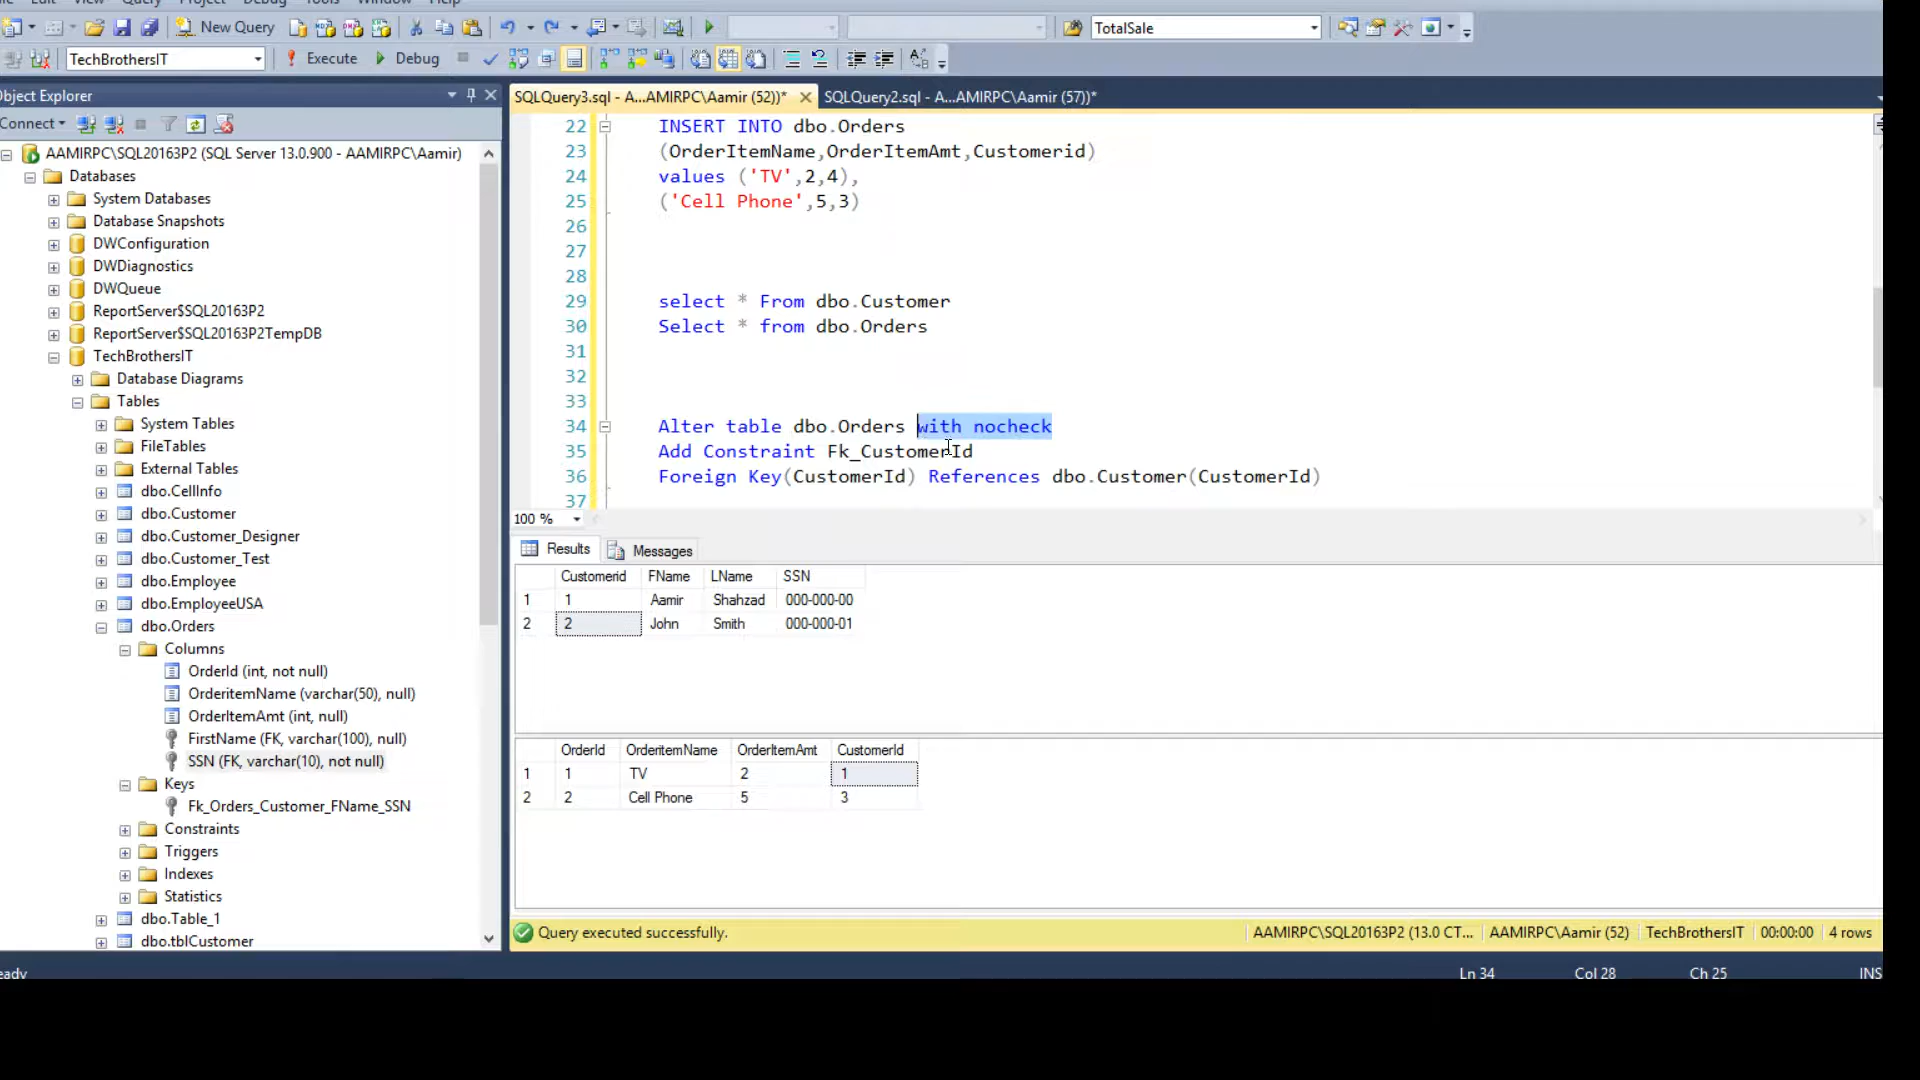 View Query Project Debug Tools Window Help
New Query TotalSale
TechBrothersIT Execute Debug
Object Explorer
SQLQuery3.sql - A...AMIRPC\Aamir (52))* SQLQuery2.sql - A...AMIRPC\Aamir (57))*
Connect
AAMIRPC\SQL20163P2 (SQL Server 13.0.900 - AAMIRPC\Aamir)
Databases
System Databases
Database Snapshots
DWConfiguration
DWDiagnostics
DWQueue
ReportServer$SQL20163P2
ReportServer$SQL20163P2TempDB
TechBrothersIT
Database Diagrams
Tables
System Tables
FileTables
External Tables
dbo.CellInfo
dbo.Customer
dbo.Customer_Designer
dbo.Customer_Test
dbo.Employee
dbo.EmployeeUSA
dbo.Orders
Columns
OrderId (int, not null)
OrderitemName (varchar(50), null)
OrderItemAmt (int, null)
FirstName (FK, varchar(100), null)
SSN (FK, varchar(10), not null)
Keys
Fk_Orders_Customer_FName_SSN
Constraints
Triggers
Indexes
Statistics
dbo.Table_1
dbo.tblCustomer
22 INSERT INTO dbo.Orders
23 (OrderItemName,OrderItemAmt,Customerid)
24 values ('TV',2,4),
25 ('Cell Phone',5,3)
26
27
28
29 select * From dbo.Customer
30 Select * from dbo.Orders
31
32
33
34 Alter table dbo.Orders with nocheck
35 Add Constraint Fk_CustomerId
36 Foreign Key(CustomerId) References dbo.Customer(CustomerId)
37
100 %
Results Messages
Customerid FName LName SSN
1 1 Aamir Shahzad 000-000-00
2 2 John Smith 000-000-01
OrderId OrderitemName OrderItemAmt CustomerId
1 1 TV 2 1
2 2 Cell Phone 5 3
Query executed successfully. AAMIRPC\SQL20163P2 (13.0 CT... AAMIRPC\Aamir (52) TechBrothersIT 00:00:00 4 rows
eady Ln 34 Col 28 Ch 25 INS